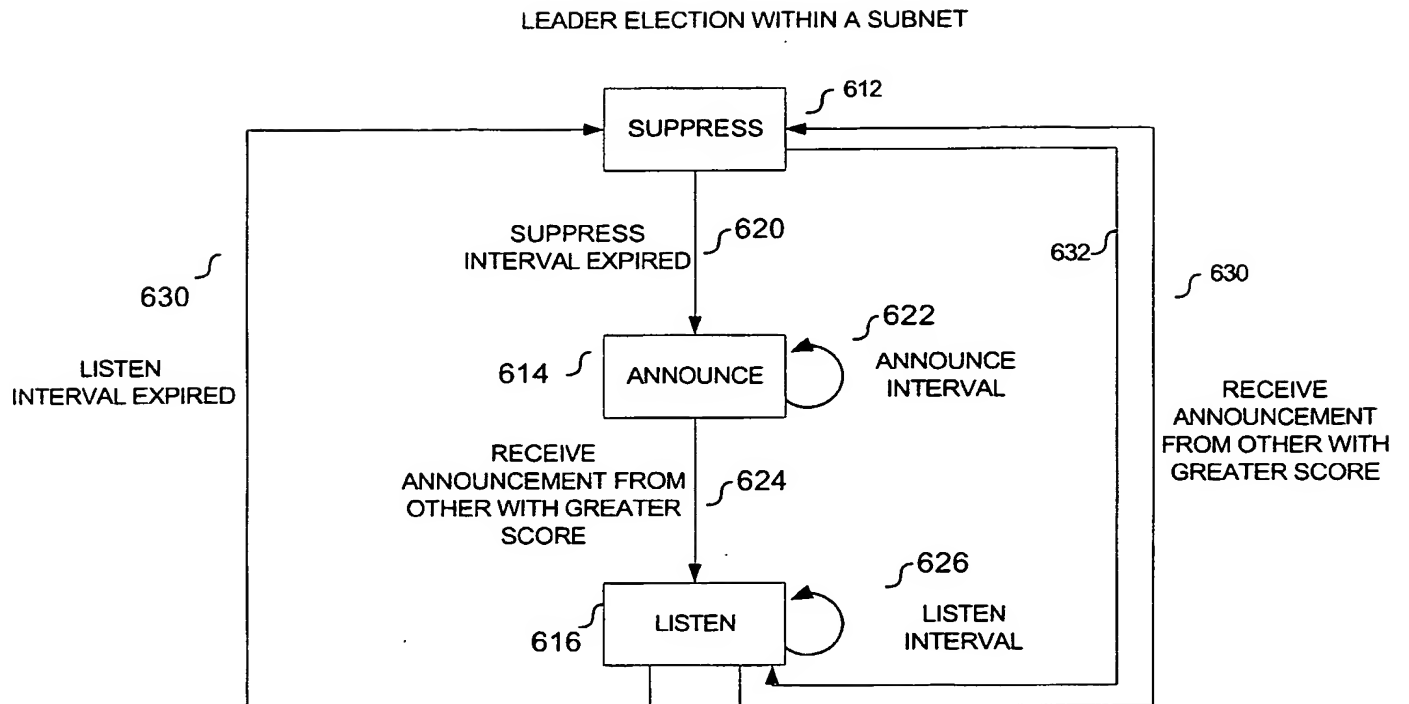 LEADER ELECTION WITHIN A SUBNET
612
SUPPRESS
620
SUPPRESS
INTERVAL EXPIRED
632
630
630
LISTEN
INTERVAL EXPIRED
622
614
ANNOUNCE
ANNOUNCE
INTERVAL
RECEIVE
ANNOUNCEMENT
FROM OTHER WITH
GREATER SCORE
RECEIVE
ANNOUNCEMENT FROM
OTHER WITH GREATER
SCORE
624
626
616
LISTEN
LISTEN
INTERVAL